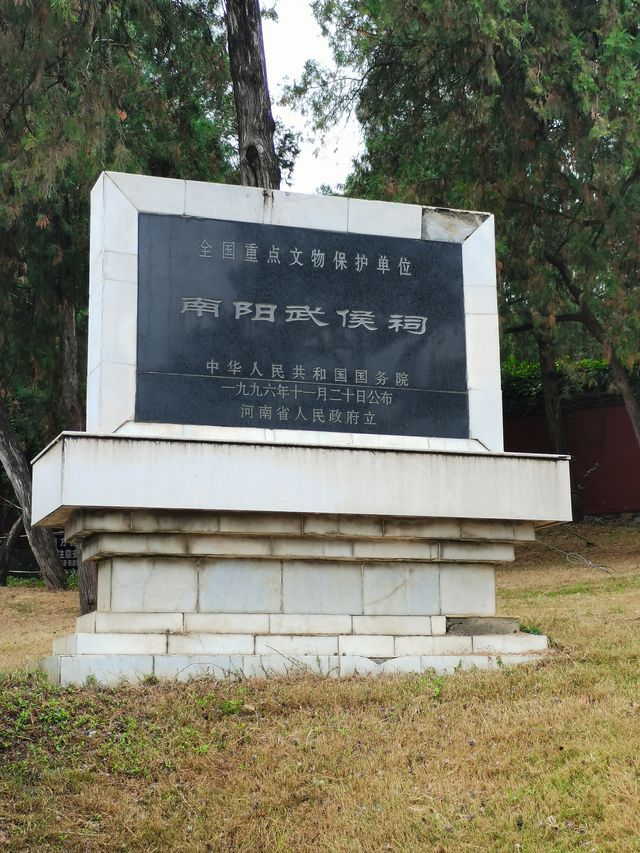 全国重点文物保护单位
南阳武侯祠
中华人民共和国国务院
一九九六年十一月二十日公布
河南省人民政府立